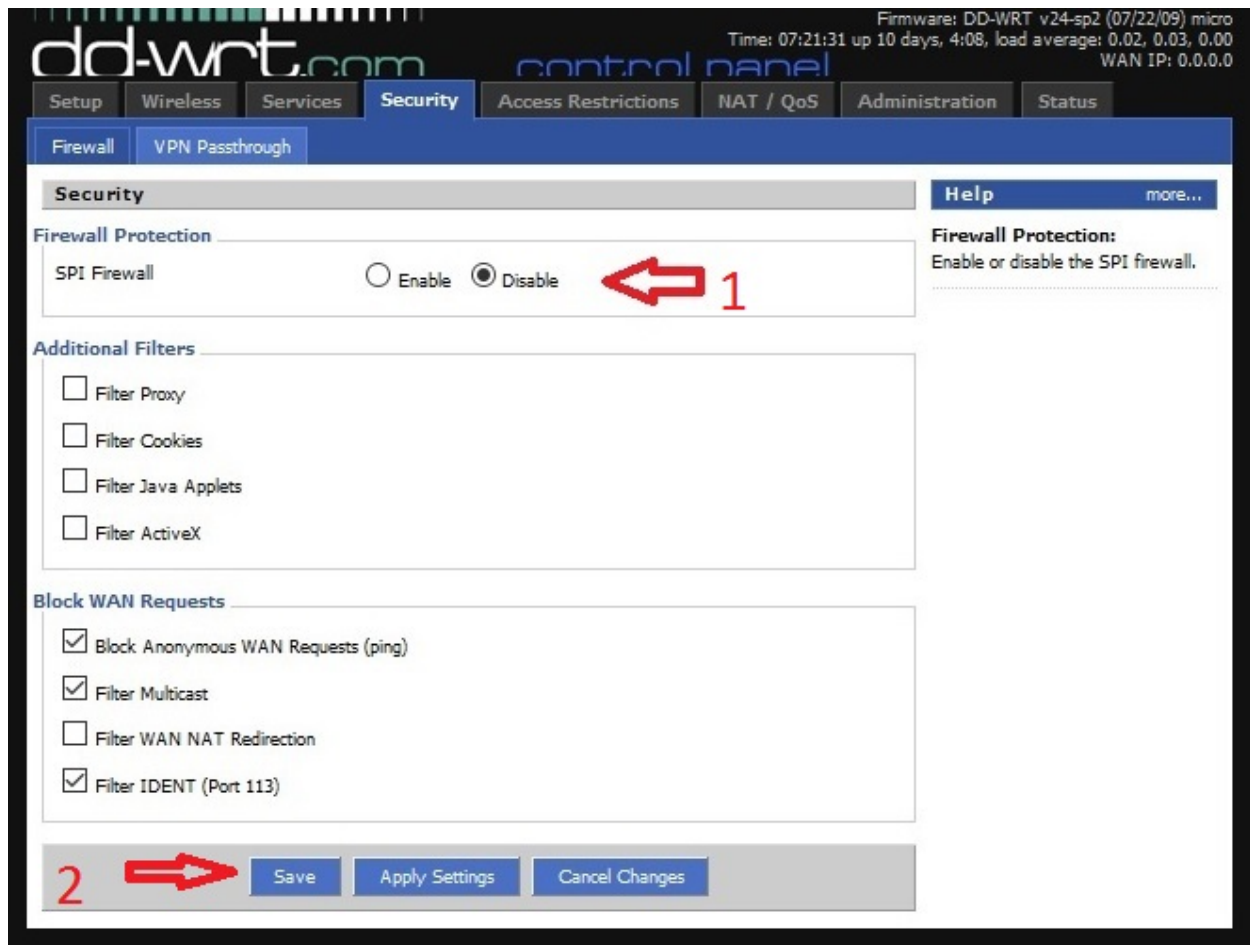 dd-wrt.com control panel
Firmware: DD-WRT v24-sp2 (07/22/09) micro
Time: 07:21:31 up 10 days, 4:08, load average: 0.02, 0.03, 0.00
WAN IP: 0.0.0.0
Setup Wireless Services Security Access Restrictions NAT / QoS Administration Status
Firewall VPN Passthrough
Security
Firewall Protection
SPI Firewall Enable Disable 1
Additional Filters
Filter Proxy
Filter Cookies
Filter Java Applets
Filter ActiveX
Block WAN Requests
Block Anonymous WAN Requests (ping)
Filter Multicast
Filter WAN NAT Redirection
Filter IDENT (Port 113)
2 Save Apply Settings Cancel Changes
Help more...
Firewall Protection:
Enable or disable the SPI firewall.